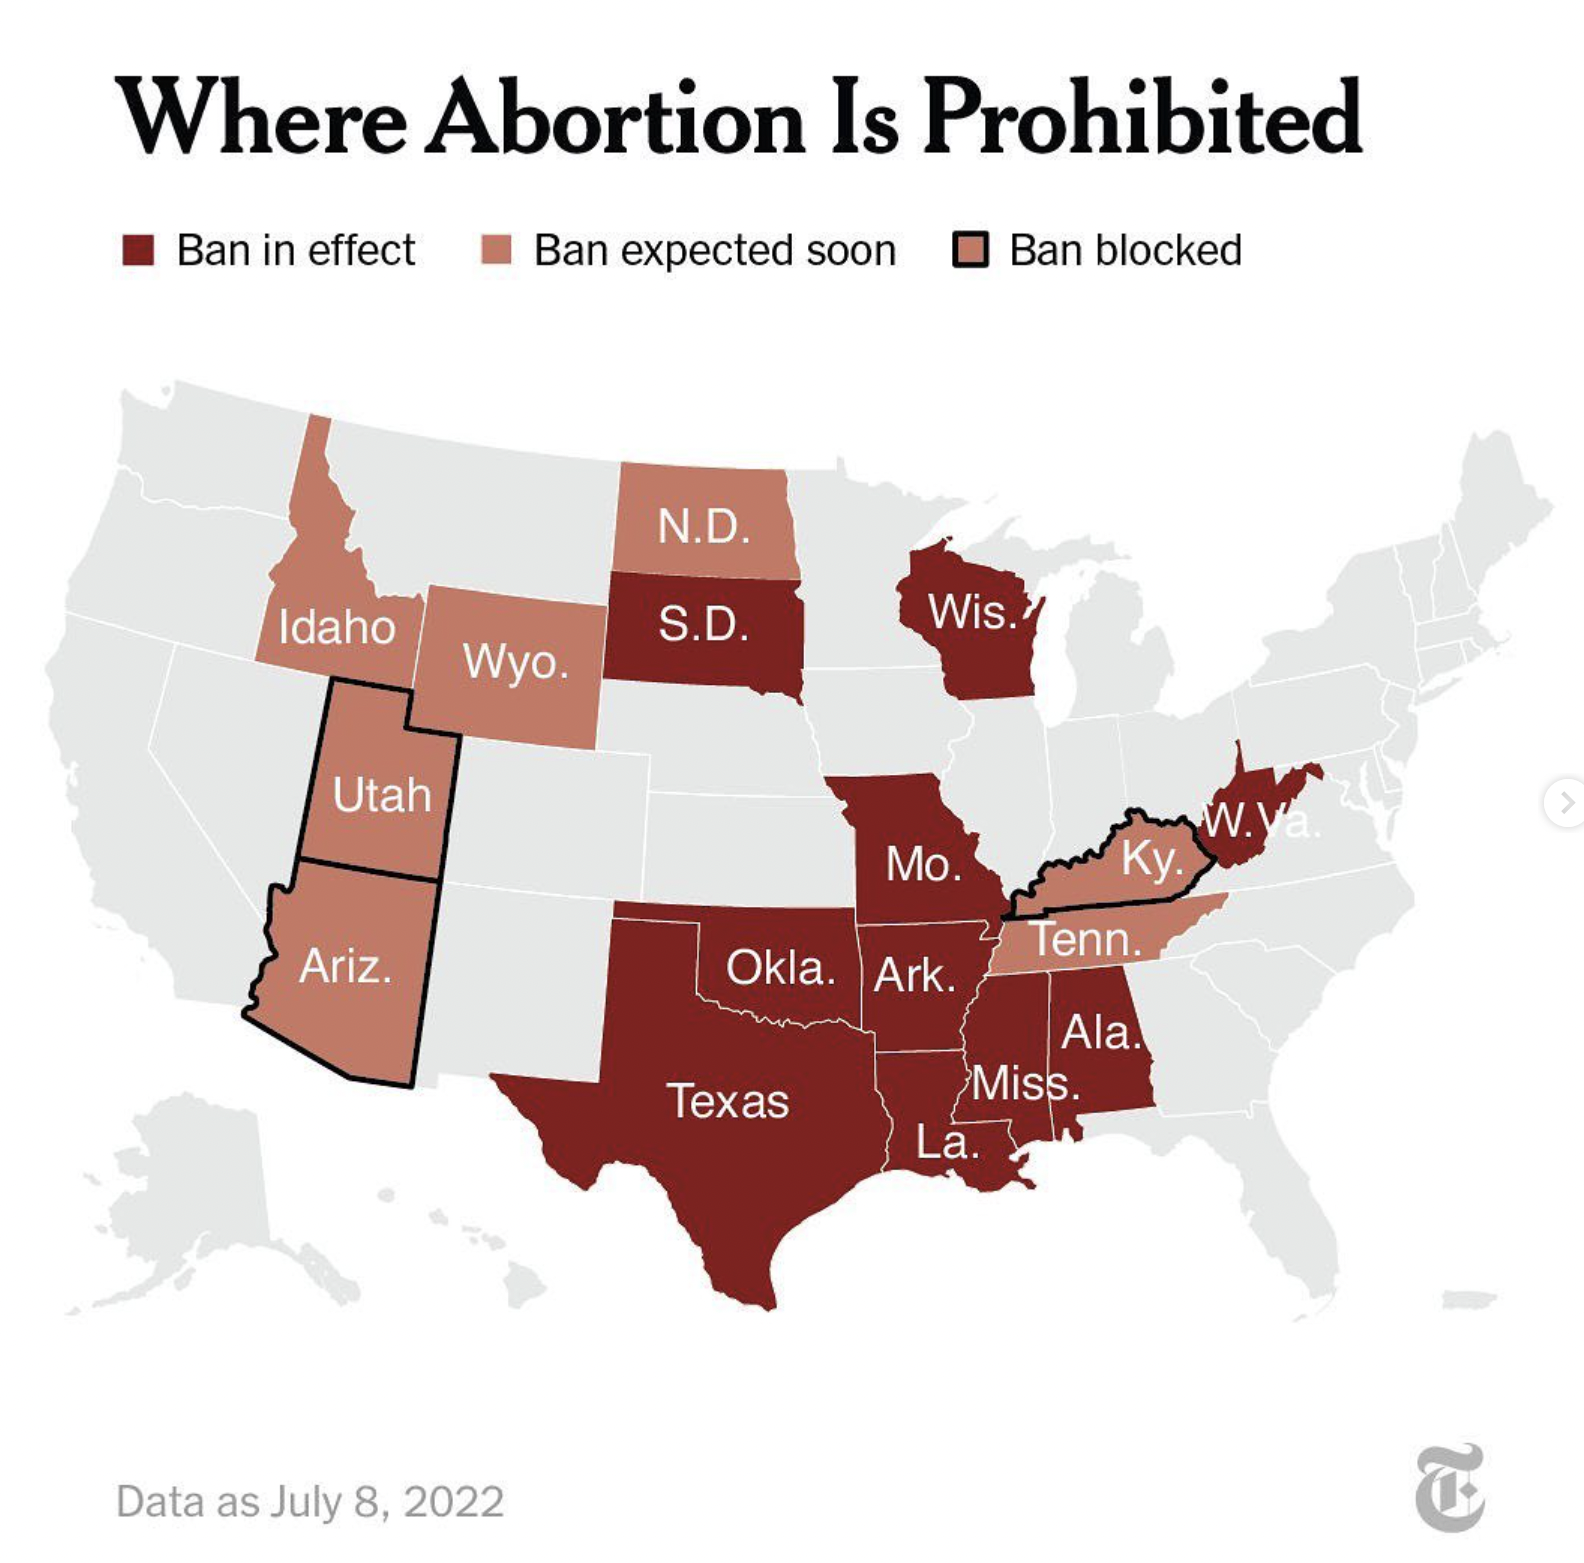 Where Abortion Is Prohibited
Ban in effect
Ban expected soon
Ban blocked
N.D.
Idaho
S.D.
Wis.
Wyo.
Utah
W.Va.
Mo.
Ky.
Ariz.
Okla.
Ark.
Tenn.
Ala.
Miss.
Texas
La.
Data as July 8, 2022
T